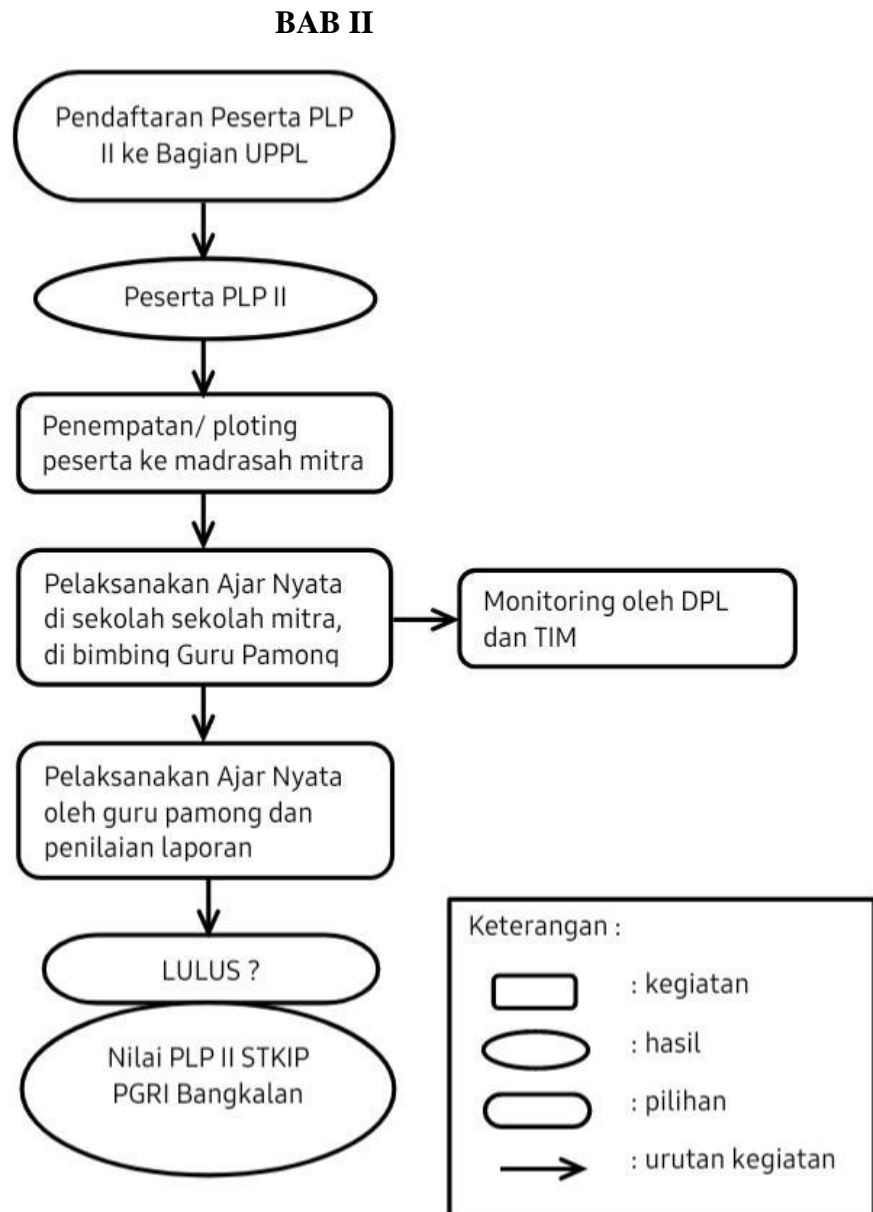 BAB II
Pendaftaran Peserta PLP
II ke Bagian UPPL
Peserta PLP II
Penempatan/ ploting
peserta ke madrasah mitra
Pelaksanakan Ajar Nyata
di sekolah sekolah mitra,
di bimbing Guru Pamong
Monitoring oleh DPL
dan TIM
Pelaksanakan Ajar Nyata
oleh guru pamong dan
penilaian laporan
LULUS ?
Nilai PLP II STKIP
PGRI Bangkalan
Keterangan :
: kegiatan
: hasil
: pilihan
: urutan kegiatan